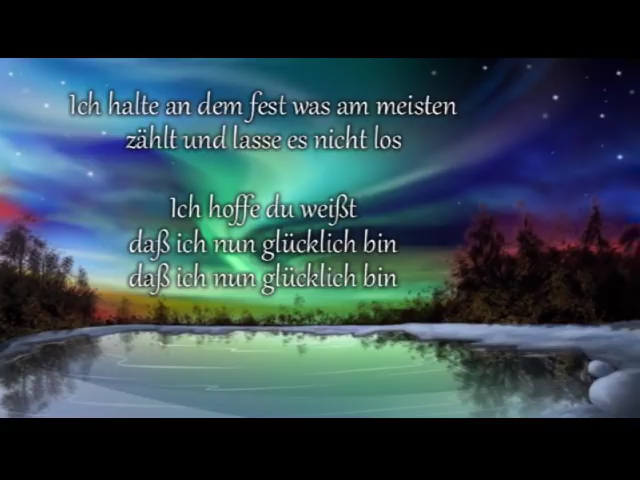 Ich halte an dem fest was am meisten
zählt und lasse es nicht los
Ich hoffe du weißt
daß ich nun glücklich bin
daß ich nun glücklich bin